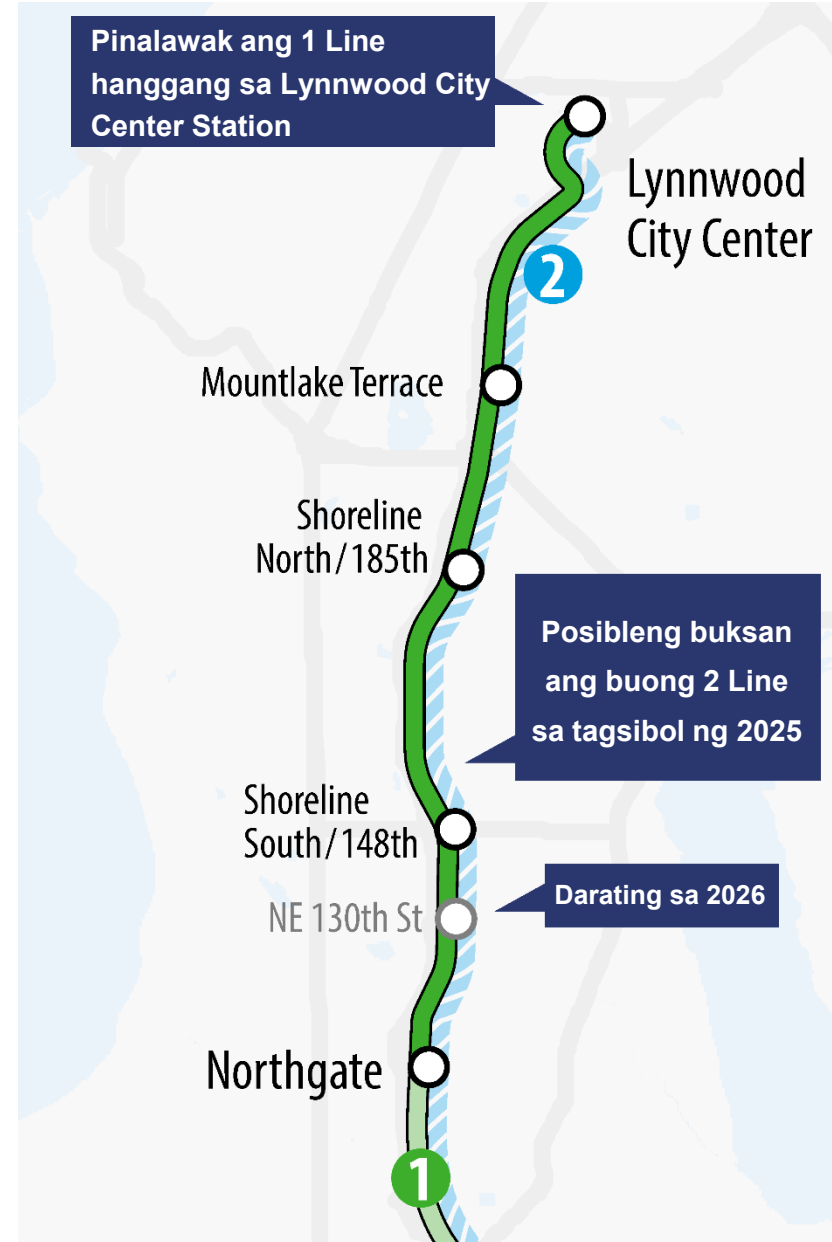 Pinalawak ang 1 Line
hanggang sa Lynnwood City
Center Station
Lynnwood
City Center
2
Mountlake Terrace
Shoreline
North/185th
Posibleng buksan
ang buong 2 Line
sa tagsibol ng 2025
Shoreline
South/148th
Darating sa 2026
NE 130th St
Northgate
1